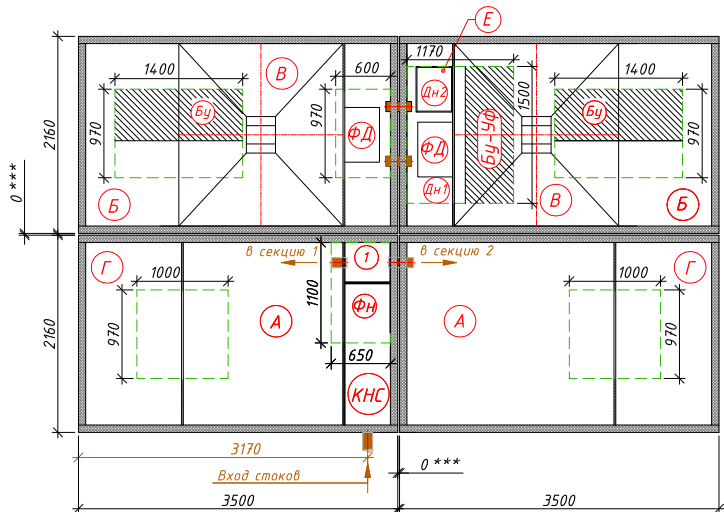 E
1170
1400
B
600
Дн2
1400
Бу
970
970
ФД
ФД
Бу-УФ
1500
Бу
970
2160
Дн1
Б
В
Б
0 ***
в секцию 1
в секцию 2
Г
1
Г
1000
1000
1100
Фн
970
А
А
970
2160
650
КНС
3170
0 ***
Вход стоков
3500
3500